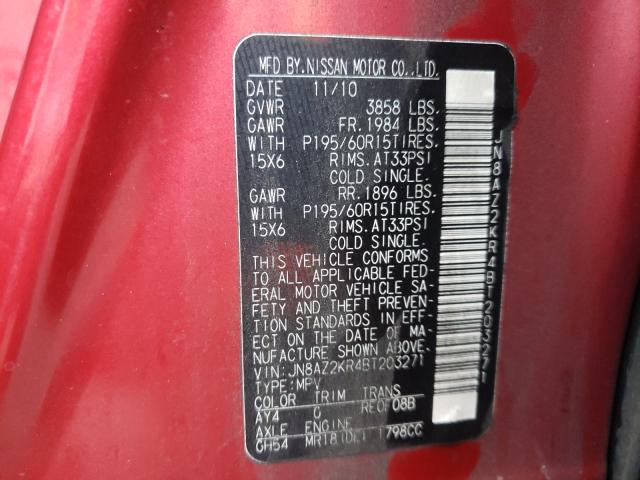 MFD BY.NISSAN MOTOR CO.,LTD.
DATE 11/10
GVWR 3858 LBS.
GAWR FR. 1984 LBS.
WITH P195/60R15TIRES.
15X6 RIMS.AT33PSI
COLD SINGLE.
GAWR RR. 1896 LBS.
WITH P195/60R15TIRES.
15X6 RIMS.AT33PSI
COLD SINGLE.
THIS VEHICLE CONFORMS
TO ALL APPLICABLE FED-
ERAL MOTOR VEHICLE SA-
FETY AND THEFT PREVEN-
TION STANDARDS IN EFF-
ECT ON THE DATE OF MA-
NUFACTURE SHOWN ABOVE.
VIN:JN8AZ2KR4BT203271
TYPE:MPV
COLOR TRIM TRANS
AY4 RE0F08B
AXLE ENGINE
GH54 1798CC
JN8AZ2KR4BT203271